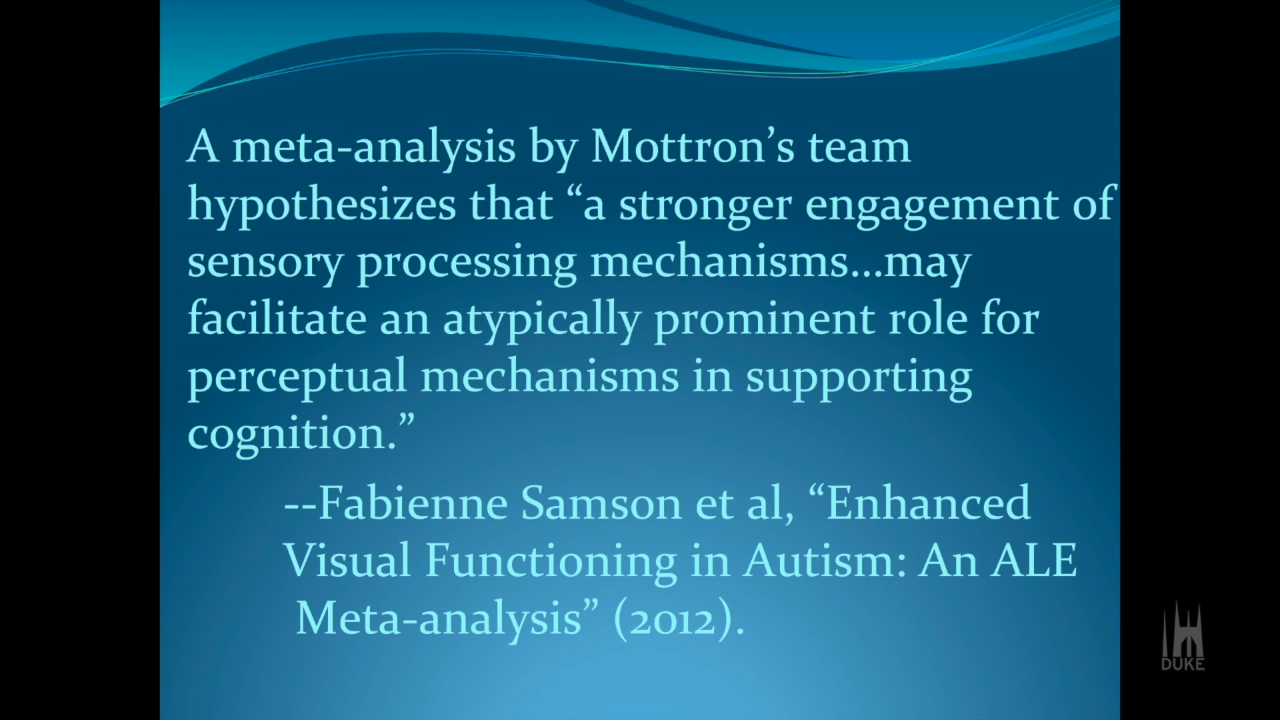 A meta-analysis by Mottron’s team
hypothesizes that “a stronger engagement of
sensory processing mechanisms…may
facilitate an atypically prominent role for
perceptual mechanisms in supporting
cognition.”
--Fabienne Samson et al, “Enhanced
Visual Functioning in Autism: An ALE
Meta-analysis” (2012).
DUKE